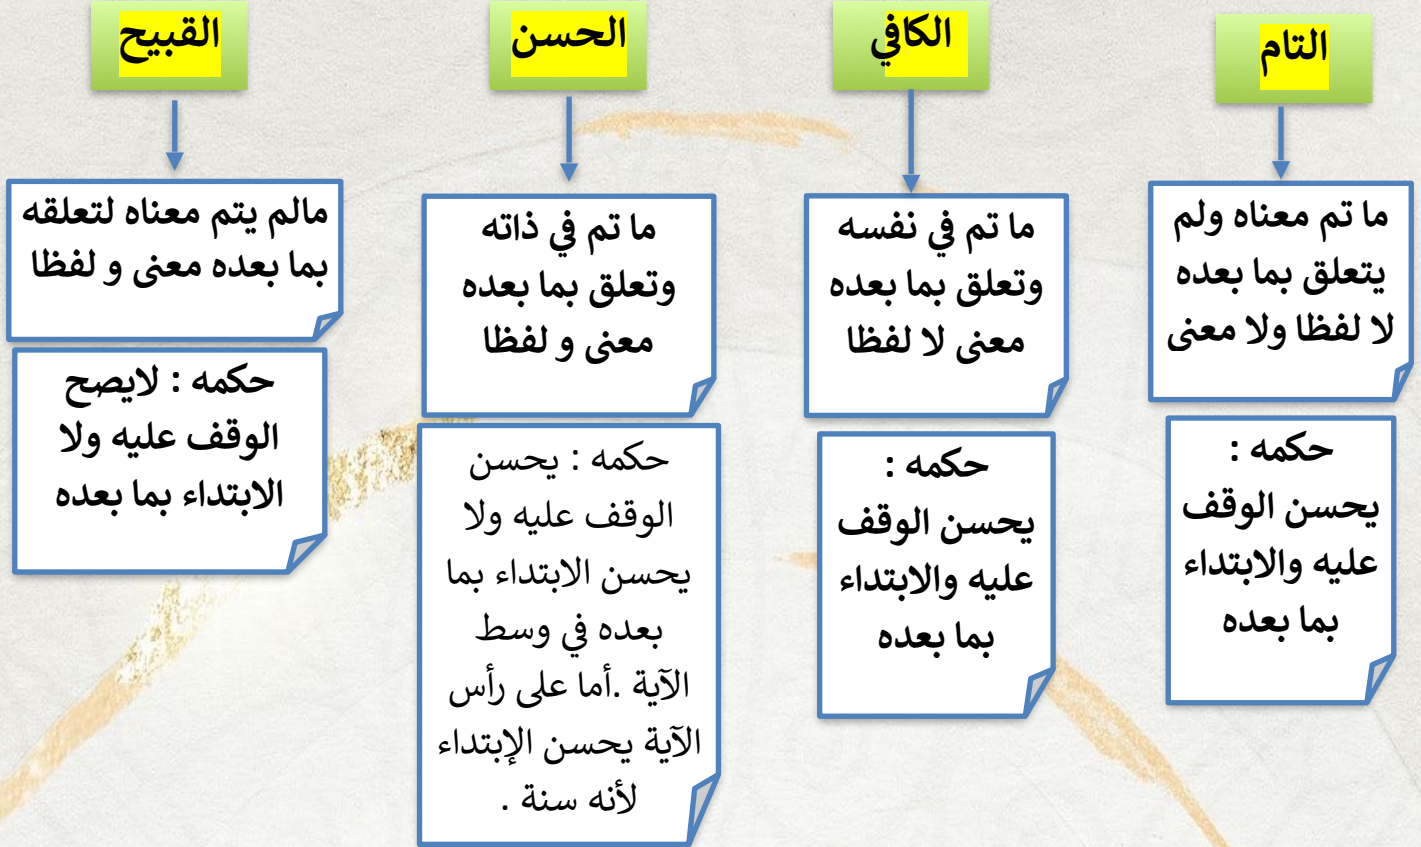 التام
ما تم معناه ولم
يتعلق بما بعده
لا لفظا ولا معنى
حكمه :
يحسن الوقف
عليه والابتداء
بما بعده
الكافي
ما تم في نفسه
وتعلق بما بعده
معنى لا لفظا
حكمه :
يحسن الوقف
عليه والابتداء
بما بعده
الحسن
ما تم في ذاته
وتعلق بما بعده
معنى و لفظا
حكمه : يحسن
الوقف عليه ولا
يحسن الابتداء بما
بعده في وسط
الآية .أما على رأس
الآية يحسن الإبتداء
لأنه سنة .
القبيح
مالم يتم معناه لتعلقه
بما بعده معنى و لفظا
حكمه : لايصح
الوقف عليه ولا
الابتداء بما بعده